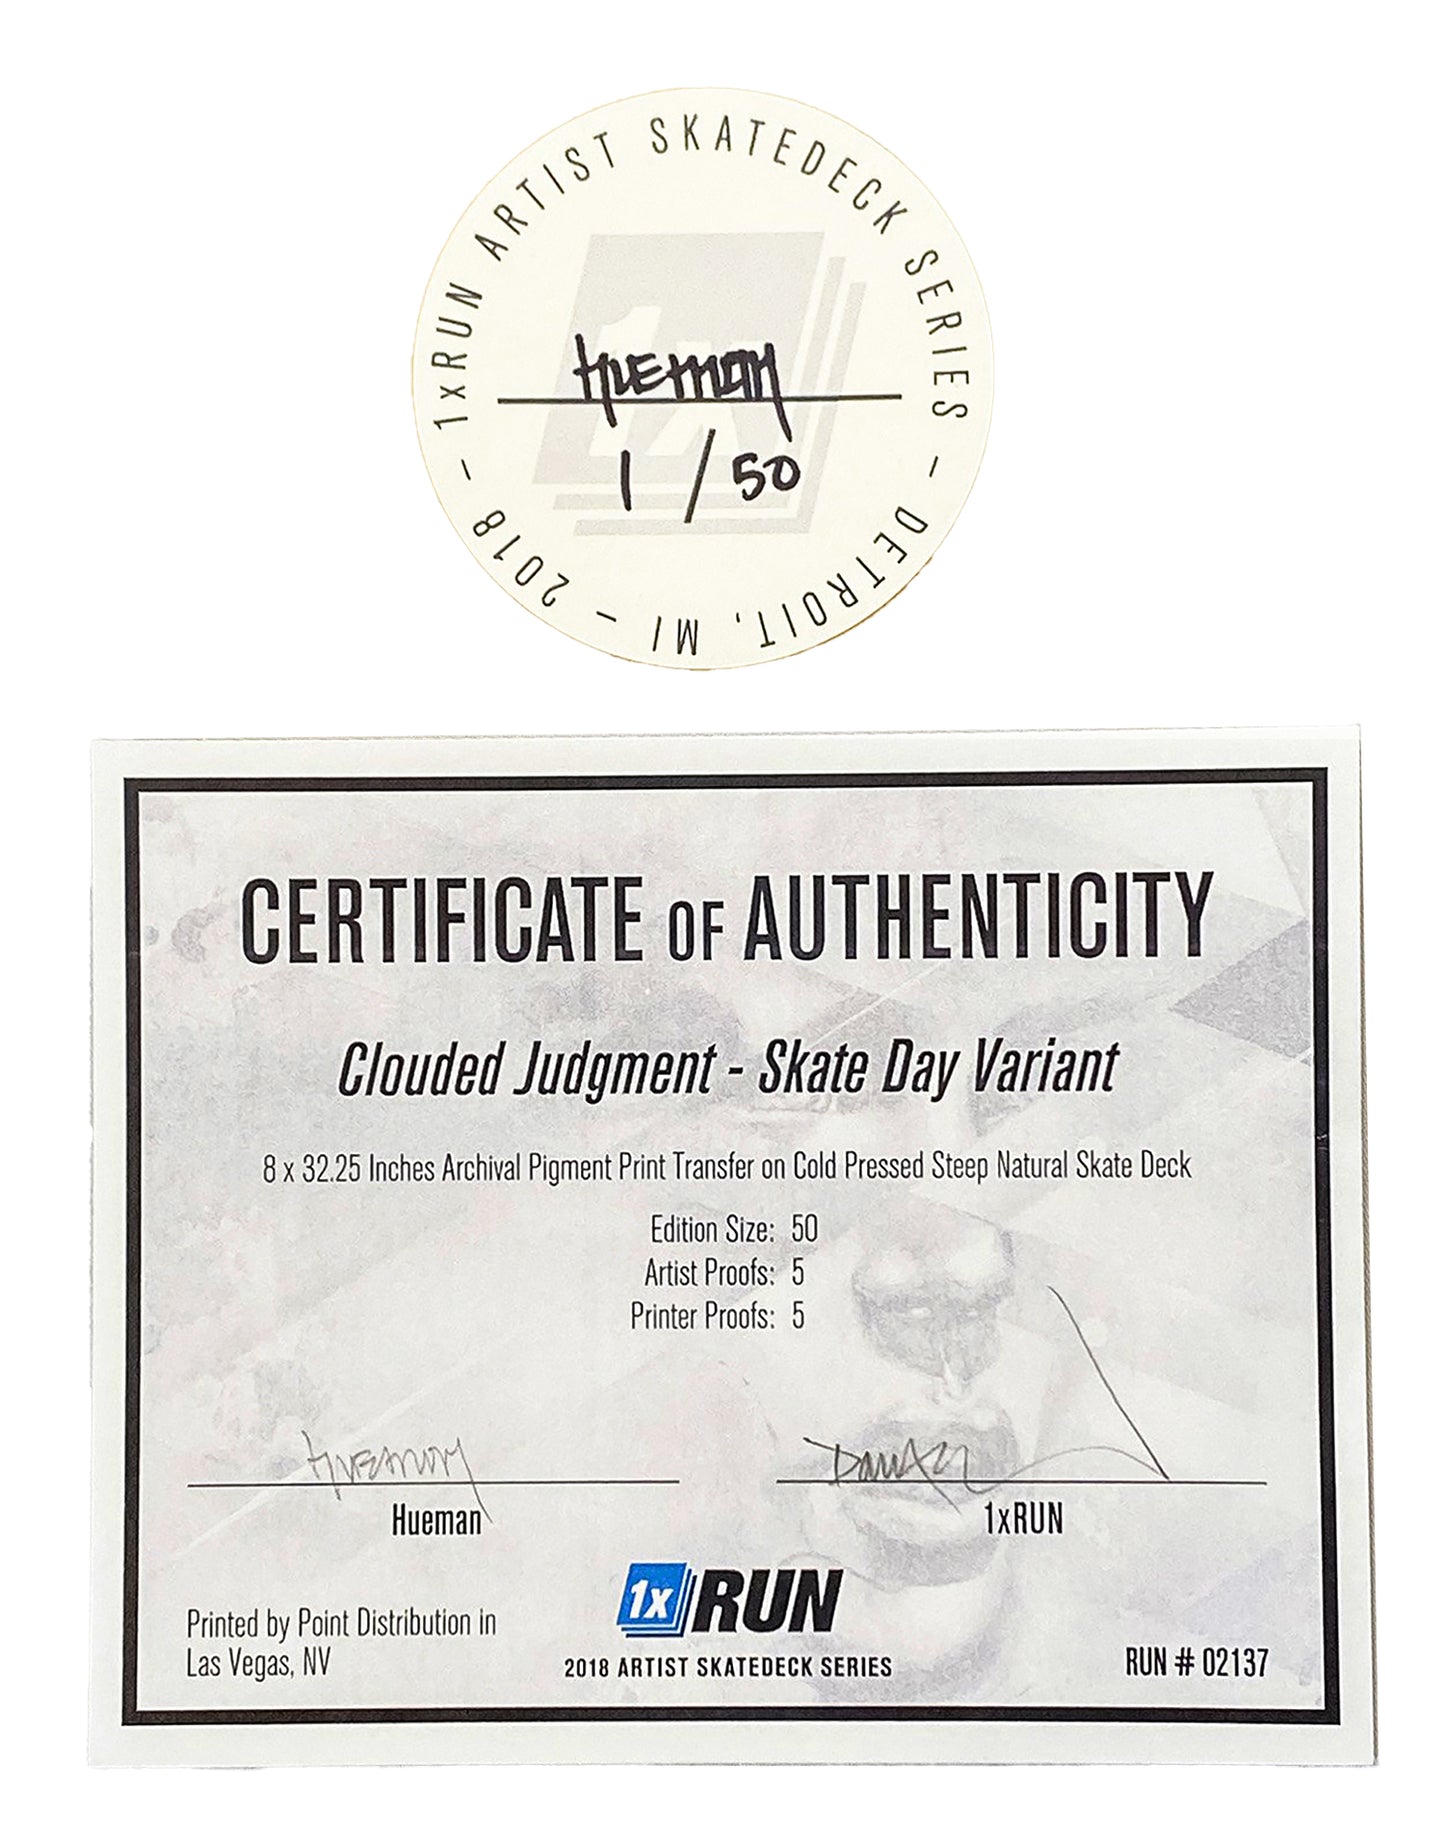 1xRUN ARTIST SKATEDECK SERIES - DETROIT, MI - 2018 -
1x
HUEMAN
1/50
CERTIFICATE OF AUTHENTICITY
Clouded Judgment - Skate Day Variant
8 x 32.25 Inches Archival Pigment Print Transfer on Cold Pressed Steep Natural Skate Deck
Edition Size: 50
Artist Proofs: 5
Printer Proofs: 5
HUEMAN
Hueman
1xRUN
1x RUN
2018 ARTIST SKATEDECK SERIES
Printed by Point Distribution in
Las Vegas, NV
RUN # 02137